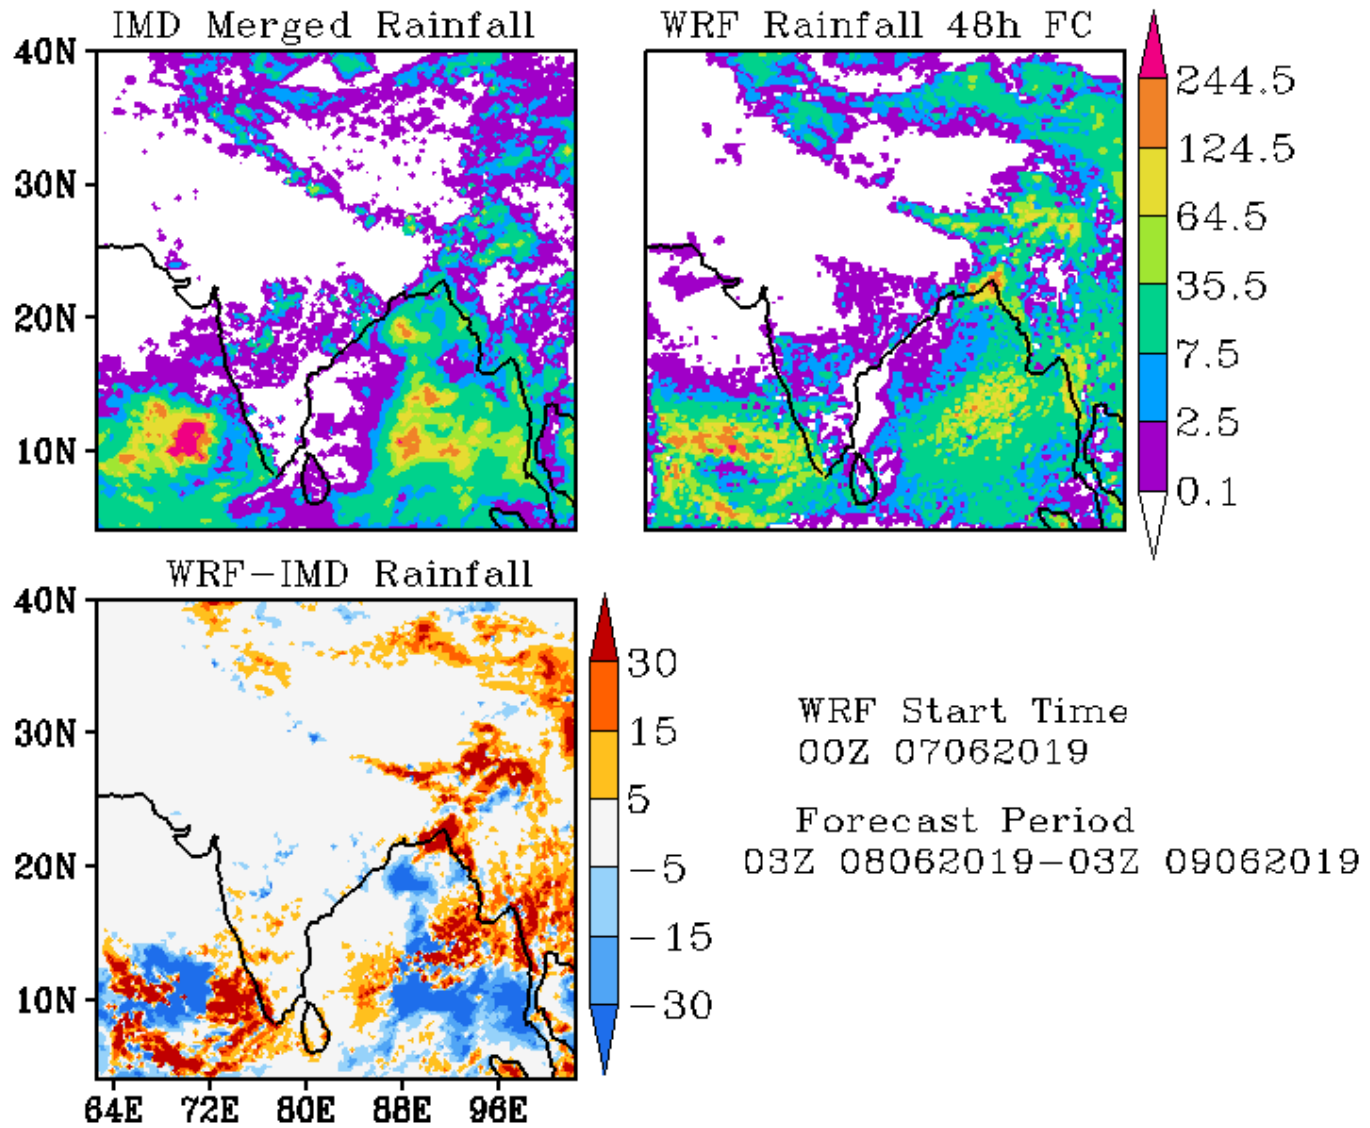 IMD Merged Rainfall
WRF Rainfall 48h FC
40N
30N
20N
10N
244.5
124.5
64.5
35.5
7.5
2.5
0.1
WRF-IMD Rainfall
40N
30N
20N
10N
64E 72E 80E 88E 96E
30
15
5
-5
-15
-30
WRF Start Time
00Z 07062019
Forecast Period
03Z 08062019-03Z 09062019